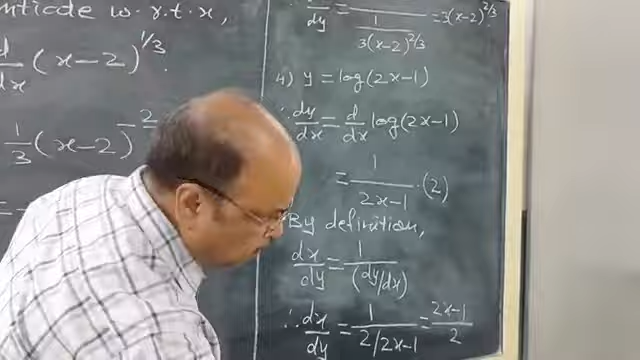 w.r.t.x,
d/dx (x-2)^{1/3}.
1/3 (x-2)^{-2
=
dy = 1/(3(x-2)^{2/3}) = 3(x-2)^{2/3}.
4) y = log(2x-1)
∴ dy/dx = d/dx log(2x-1)
= 1/(2x-1) · (2)
By definition,
dx/dy = 1/(dy/dx)
∴ dx/dy = 1/(2/2x-1) = (2x-1)/2